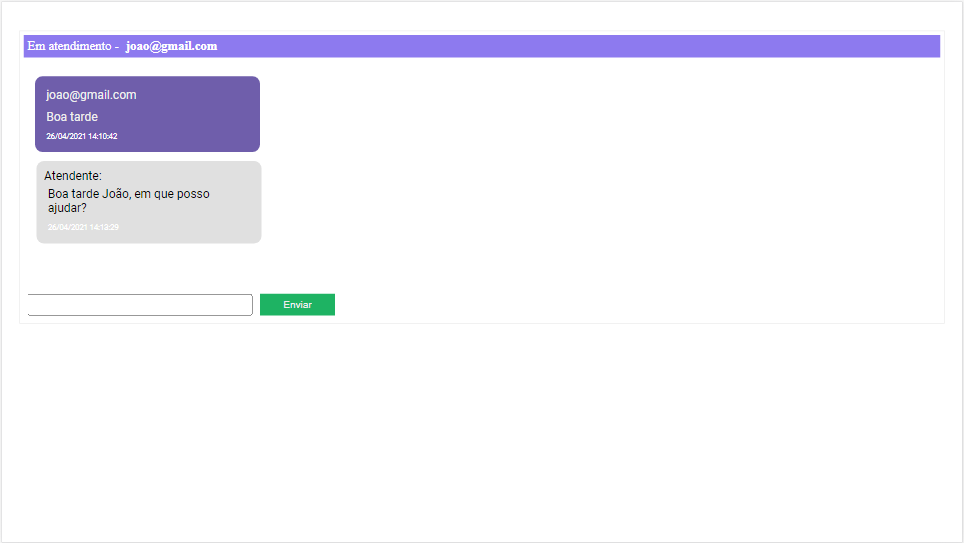 Em atendimento - joao@gmail.com
joao@gmail.com
Boa tarde
26/04/2021 14:10:42
Atendente:
Boa tarde João, em que posso
ajudar?
26/04/2021 14:12:29
Enviar